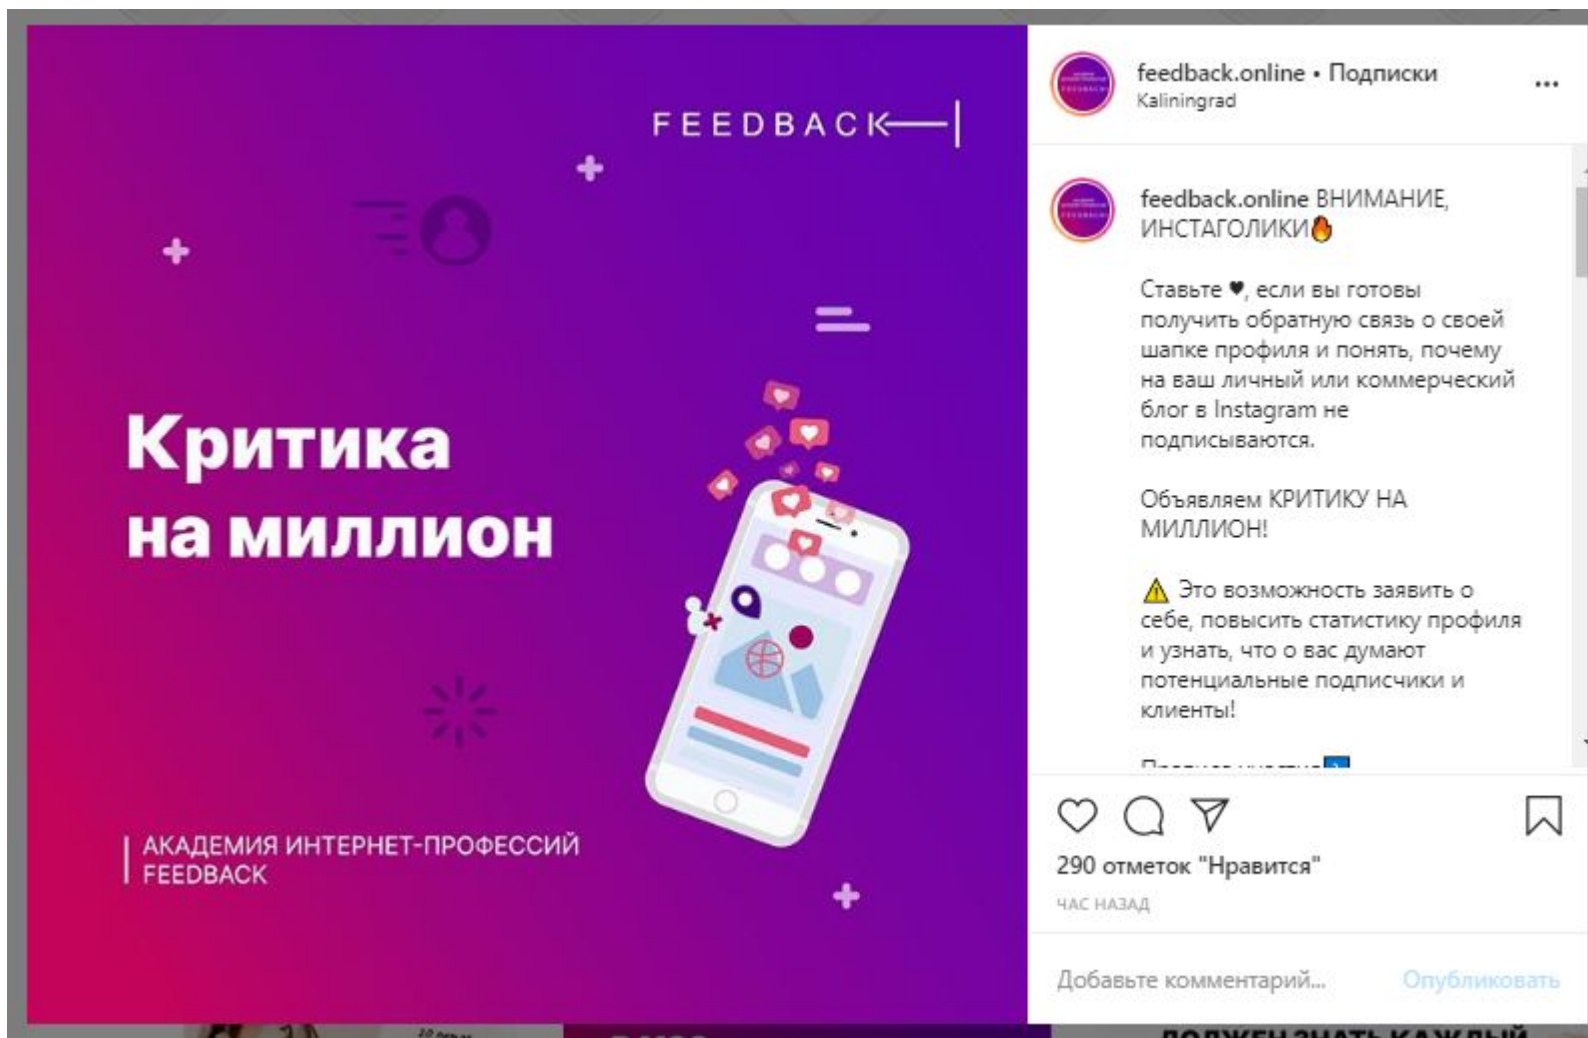 FEEDBACK
Критика
на миллион
АКАДЕМИЯ ИНТЕРНЕТ-ПРОФЕССИЙ
FEEDBACK
feedback.online • Подписки
Kaliningrad
feedback.online ВНИМАНИЕ,
ИНСТАГОЛИКИ🔥
Ставьте ♥, если вы готовы
получить обратную связь о своей
шапке профиля и понять, почему
на ваш личный или коммерческий
блог в Instagram не
подписываются.
Объявляем КРИТИКУ НА
МИЛЛИОН!
⚠ Это возможность заявить о
себе, повысить статистику профиля
и узнать, что о вас думают
потенциальные подписчики и
клиенты!
290 отметок "Нравится"
ЧАС НАЗАД
Добавьте комментарий...
Опубликовать
ДОЛЖЕН ЗНАТЬ КАЖДЫЙ